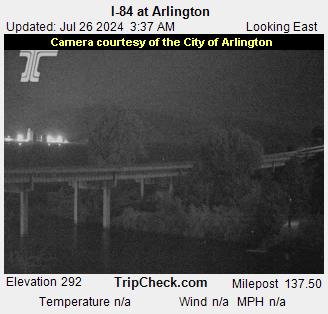 I-84 at Arlington
Updated: Jul 26 2024 3:37 AM Looking East
Camera courtesy of the City of Arlington
Elevation 292 TripCheck.com Milepost 137.50
Temperature n/a Wind n/a MPH n/a